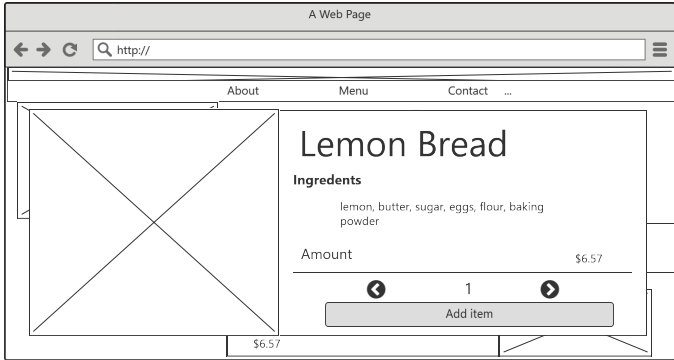 A Web Page
http://
About Menu Contact ...
Lemon Bread
Ingredents
lemon, butter, sugar, eggs, flour, baking
powder
Amount
$6.57
1
Add item
$6.57